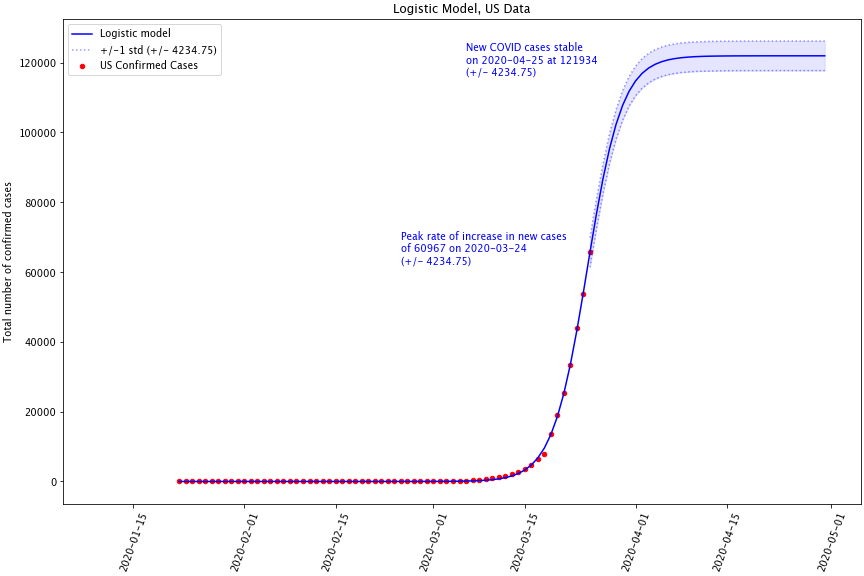 Logistic Model, US Data
Logistic model
+/-1 std (+/- 4234.75)
US Confirmed Cases
New COVID cases stable
on 2020-04-25 at 121934
(+/- 4234.75)
Peak rate of increase in new cases
of 60967 on 2020-03-24
(+/- 4234.75)
Total number of confirmed cases
120000
100000
80000
60000
40000
20000
0
2020-01-15
2020-02-01
2020-02-15
2020-03-01
2020-03-15
2020-04-01
2020-04-15
2020-05-01